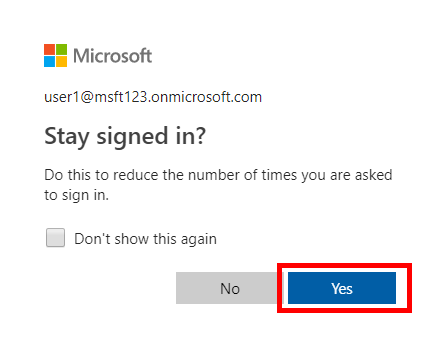 Microsoft
user1@msft123.onmicrosoft.com
Stay signed in?
Do this to reduce the number of times you are asked
to sign in.
Don't show this again
No
Yes